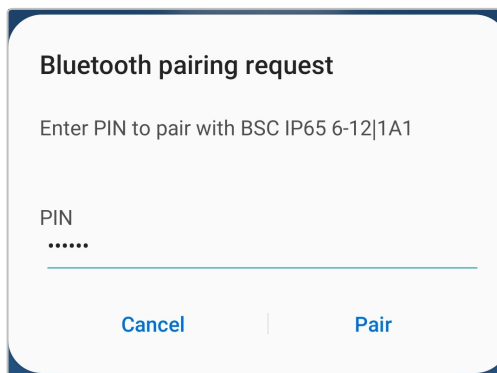 Bluetooth pairing request
Enter PIN to pair with BSC IP65 6-12|1A1
PIN
••••••
Cancel
Pair